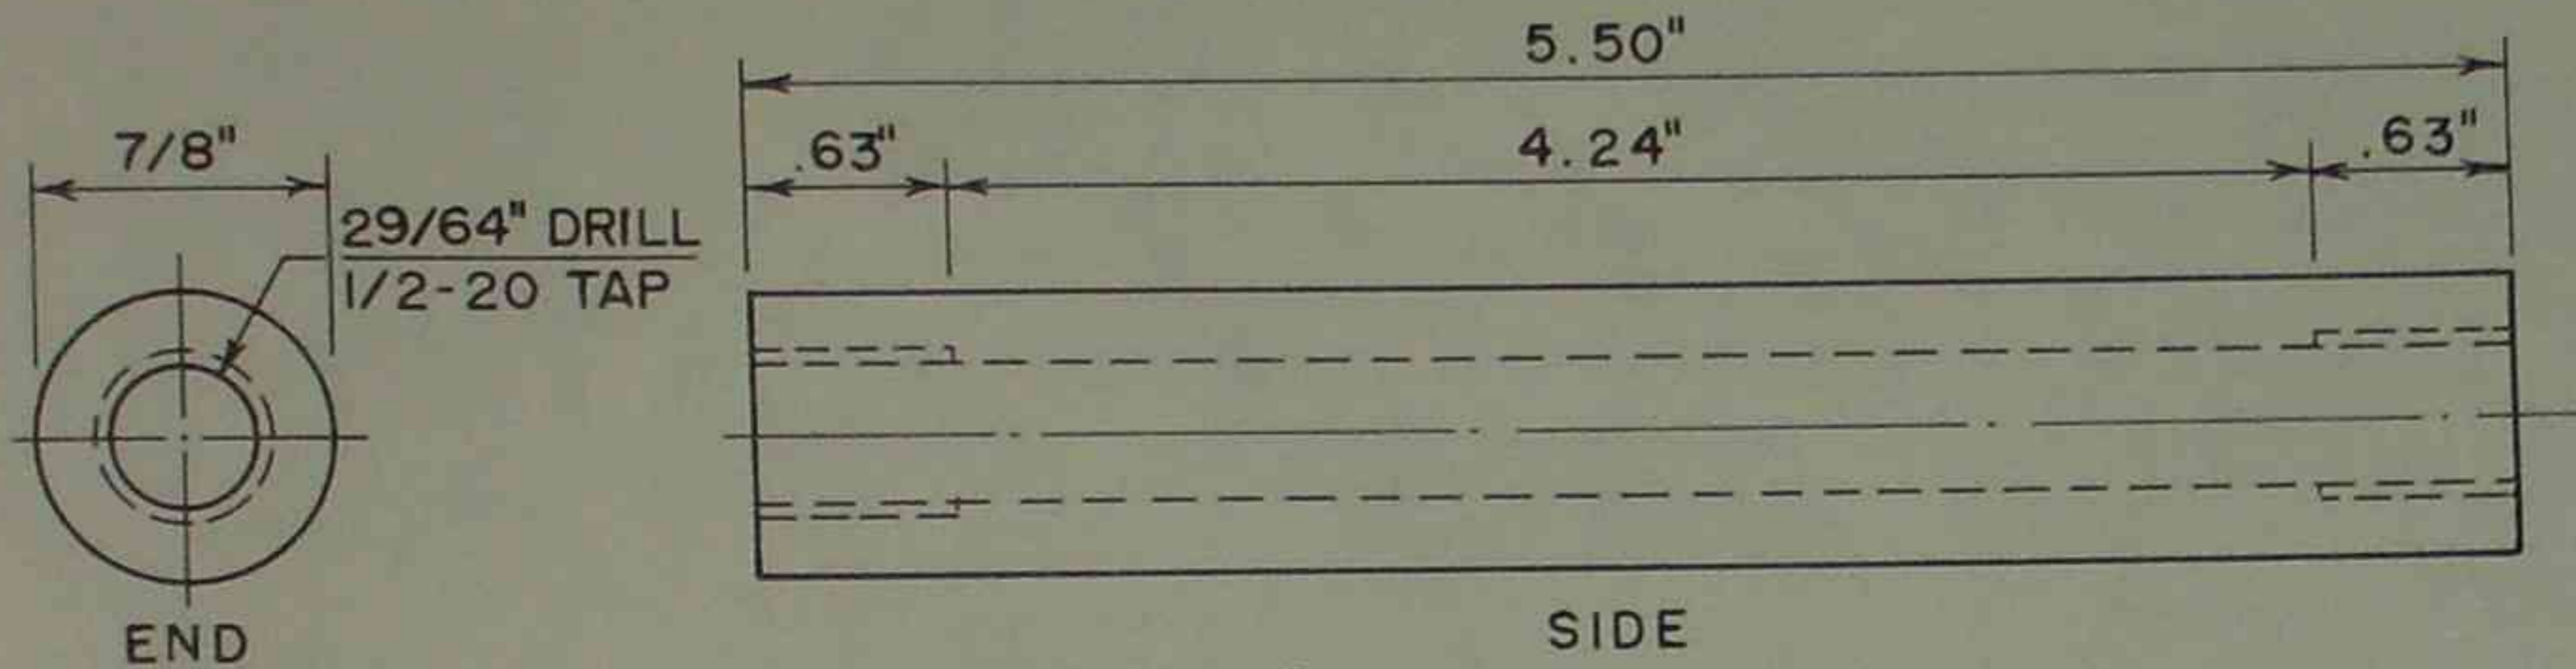 5.50"
7/8"
.63"
4.24"
.63"
29/64" DRILL
1/2-20 TAP
END
SIDE